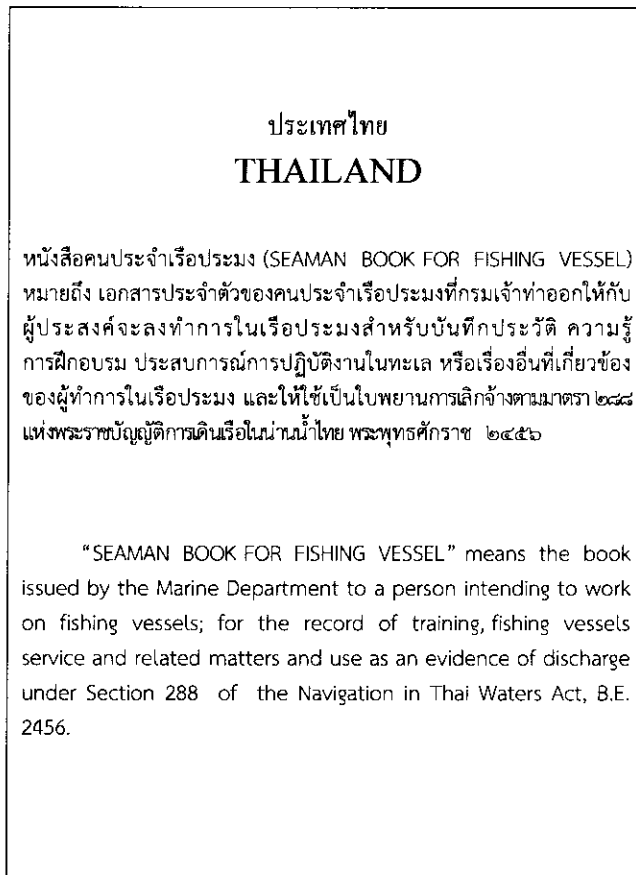 ประเทศไทย
THAILAND
หนังสือคนประจำเรือประมง (SEAMAN BOOK FOR FISHING VESSEL)
หมายถึง เอกสารประจำตัวของคนประจำเรือประมงที่กรมเจ้าท่าออกให้กับ
ผู้ประสงค์จะลงทำการในเรือประมงสำหรับบันทึกประวัติ ความรู้
การฝึกอบรม ประสบการณ์การปฏิบัติงานในทะเล หรือเรื่องอื่นที่เกี่ยวข้อง
ของผู้ทำการในเรือประมง และให้ใช้เป็นใบพยานการเลิกจ้างตามมาตรา ๒๘๘
แห่งพระราชบัญญัติการเดินเรือในน่านน้ำไทย พระพุทธศักราช ๒๔๕๖
"SEAMAN BOOK FOR FISHING VESSEL" means the book
issued by the Marine Department to a person intending to work
on fishing vessels; for the record of training, fishing vessels
service and related matters and use as an evidence of discharge
under Section 288 of the Navigation in Thai Waters Act, B.E.
2456.